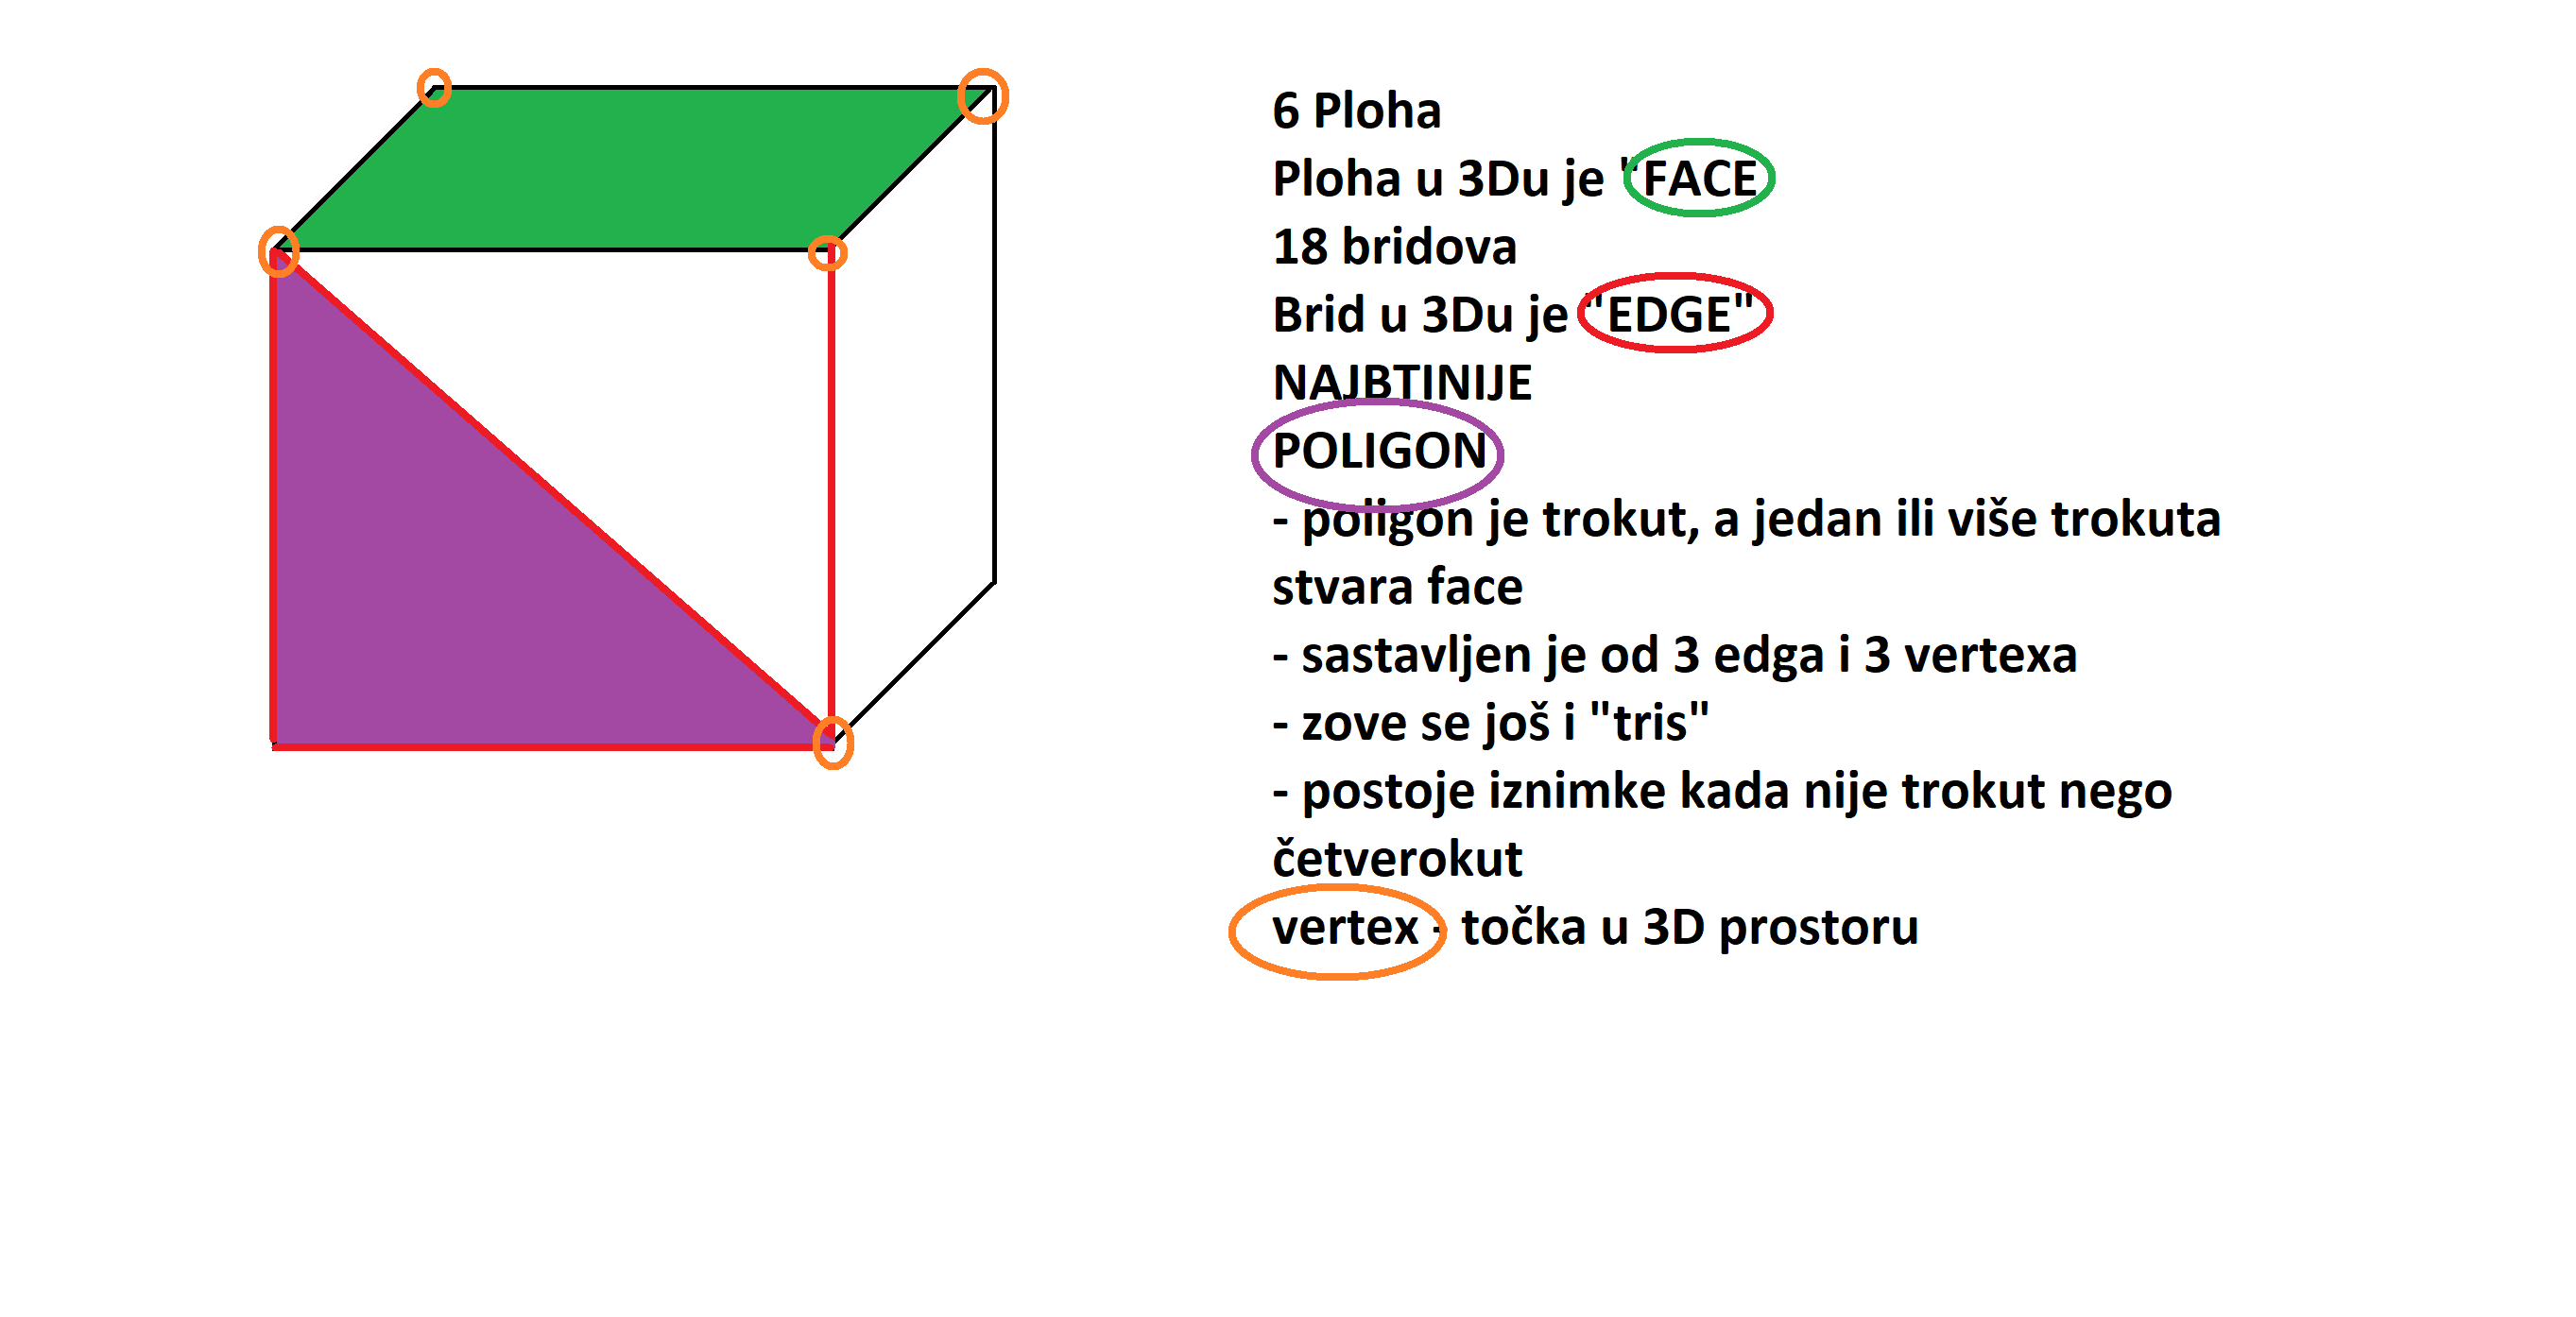 6 Ploha
Ploha u 3Du je "FACE
18 bridova
Brid u 3Du je "EDGE"
NAJBTINIJE
POLIGON
- poligon je trokut, a jedan ili više trokuta
stvara face
- sastavljen je od 3 edga i 3 vertexa
- zove se još i "tris"
- postoje iznimke kada nije trokut nego
četverokut
vertex - točka u 3D prostoru